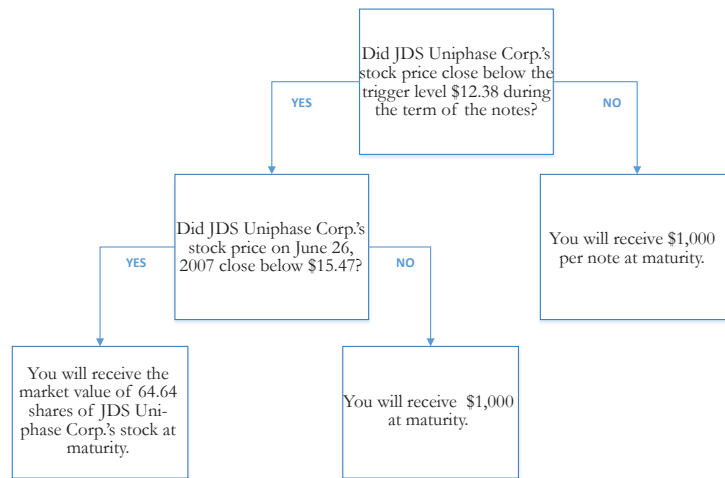 Did JDS Uniphase Corp.'s
stock price close below the
trigger level $12.38 during
the term of the notes?
YES
NO
Did JDS Uniphase Corp.'s
stock price on June 26,
2007 close below $15.47?
You will receive $1,000
per note at maturity.
YES
NO
You will receive the
market value of 64.64
shares of JDS Uni-
phase Corp.'s stock at
maturity.
You will receive $1,000
at maturity.